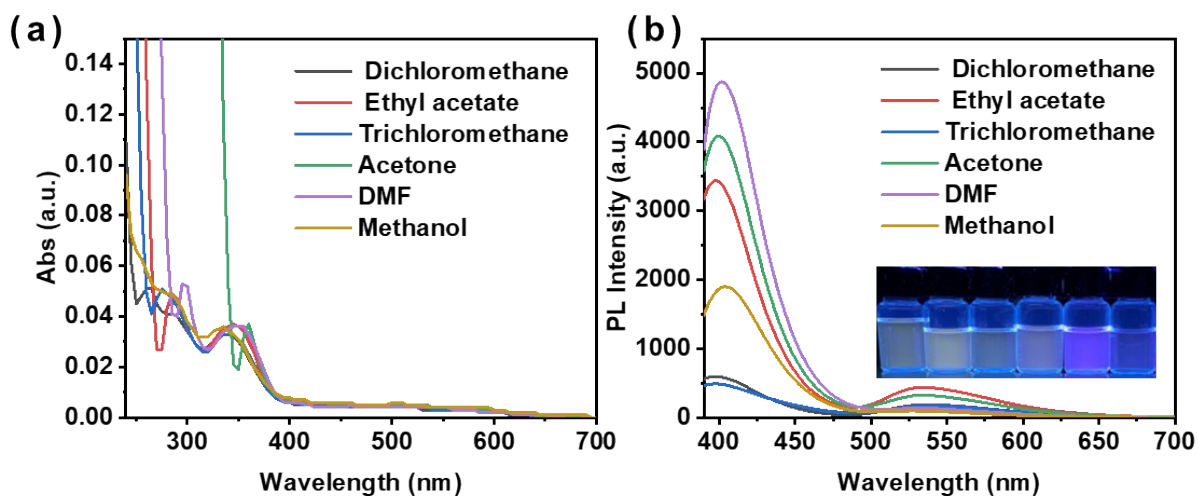 (a)
0.14
0.12
0.10
0.08
0.06
0.04
0.02
0.00
Abs (a.u.)
Dichloromethane
Ethyl acetate
Trichloromethane
Acetone
DMF
Methanol
300
400
500
600
700
Wavelength (nm)
(b)
5000
4000
3000
2000
1000
0
PL Intensity (a.u.)
Dichloromethane
Ethyl acetate
Trichloromethane
Acetone
DMF
Methanol
400
450
500
550
600
650
700
Wavelength (nm)